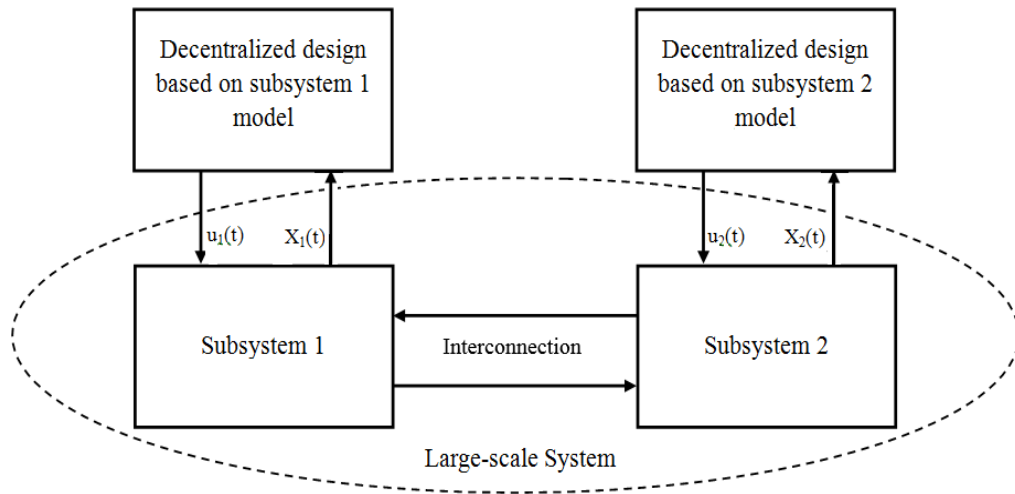 Decentralized design
based on subsystem 1
model
Decentralized design
based on subsystem 2
model
u₁(t)
X₁(t)
u₂(t)
X₂(t)
Subsystem 1
Interconnection
Subsystem 2
Large-scale System